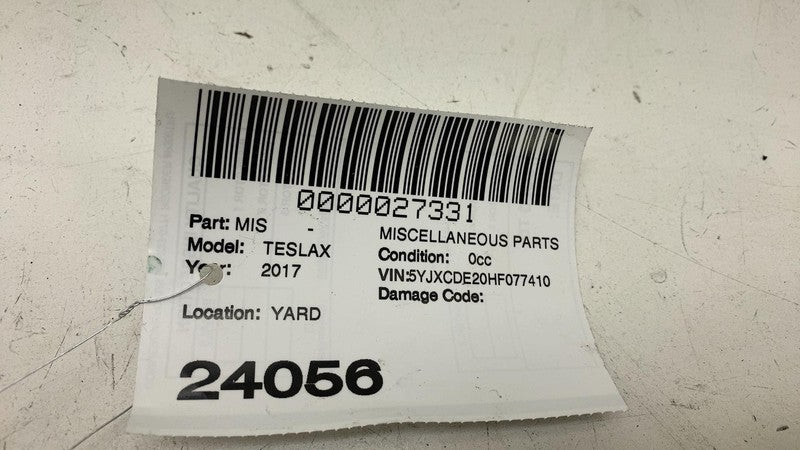 0000027331
Part: MIS - MISCELLANEOUS PARTS
Model: TESLAX Condition: 0cc
Year: 2017 VIN:5YJXCDE20HF077410
Damage Code:
Location: YARD
24056